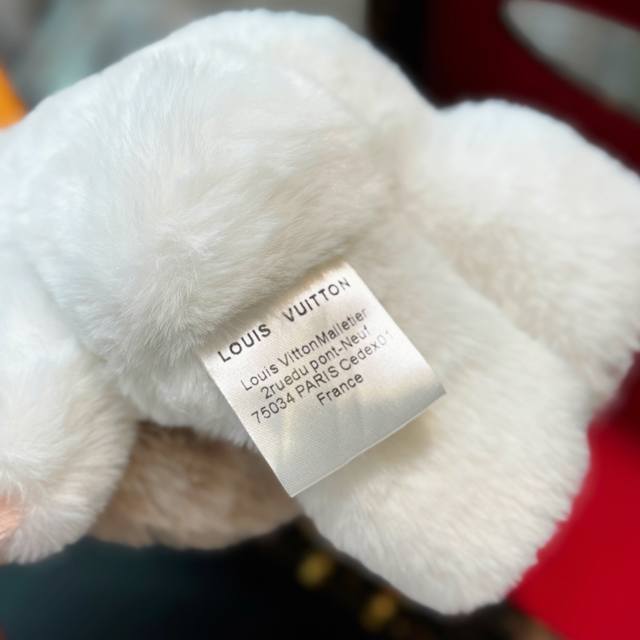 LOUIS VUITTON
Louis VittonMalletier
2ruedu pont-Neuf
75034 PARIS Cedex01
France